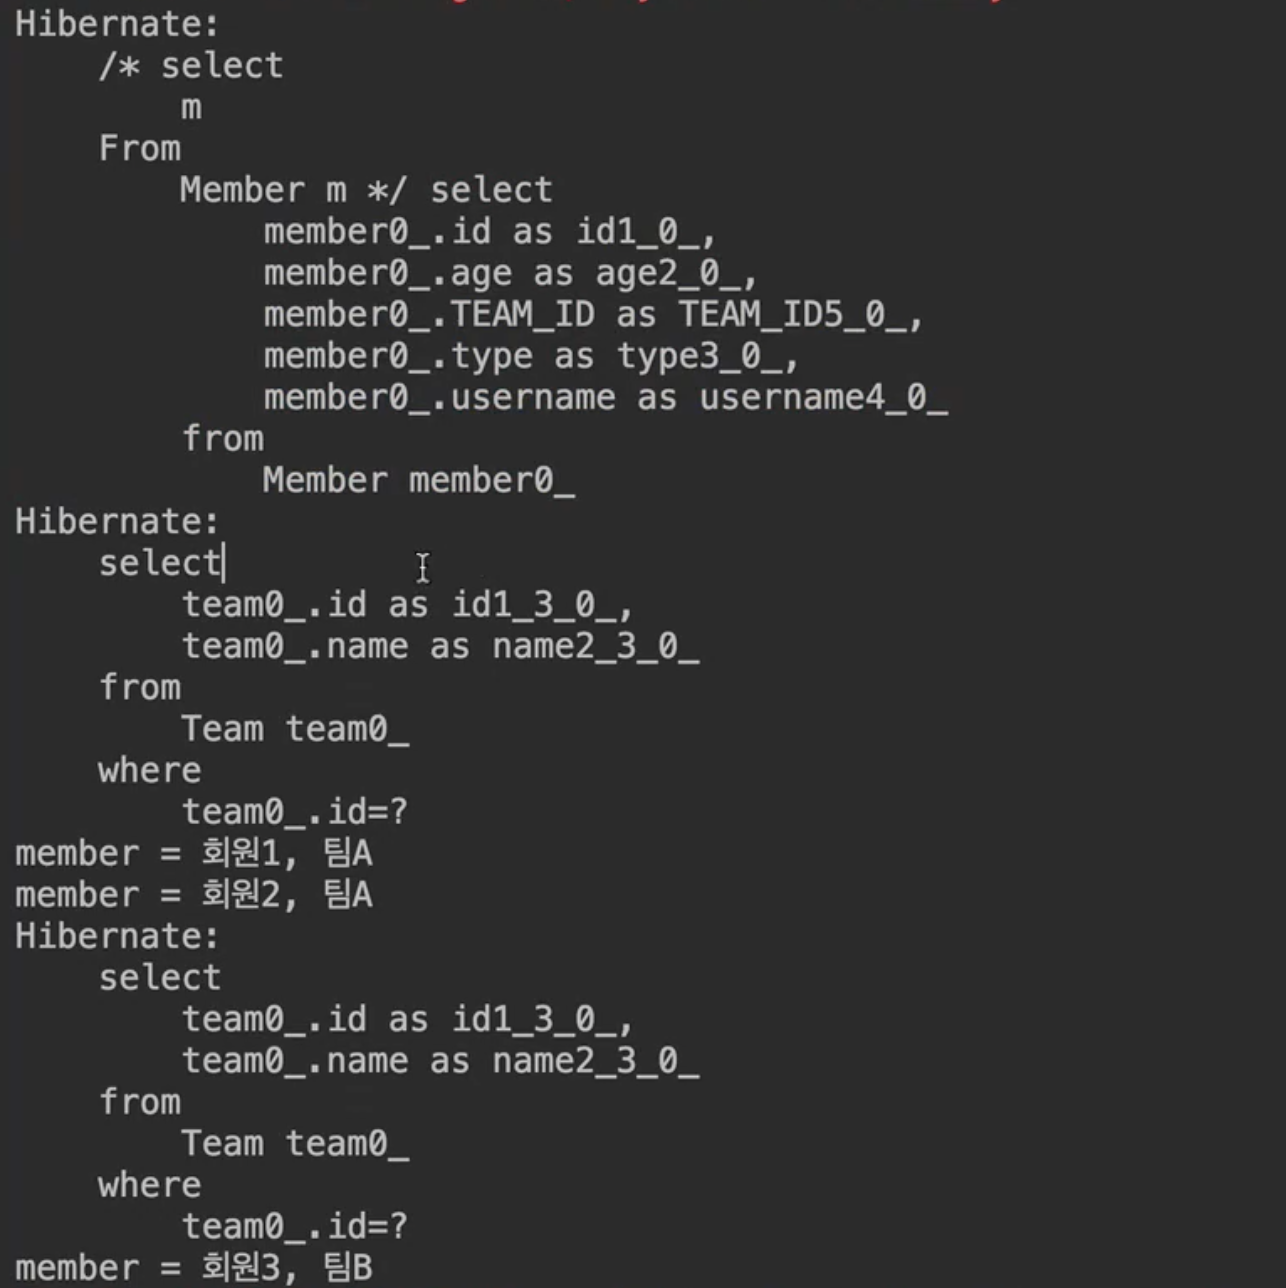 Hibernate:
/* select
m
From
Member m */ select
member0_.id as id1_0_,
member0_.age as age2_0_,
member0_.TEAM_ID as TEAM_ID5_0_,
member0_.type as type3_0_,
member0_.username as username4_0_
from
Member member0_
Hibernate:
select
team0_.id as id1_3_0_,
team0_.name as name2_3_0_
from
Team team0_
where
team0_.id=?
member = 회원1, 팀A
member = 회원2, 팀A
Hibernate:
select
team0_.id as id1_3_0_,
team0_.name as name2_3_0_
from
Team team0_
where
team0_.id=?
member = 회원3, 팀B